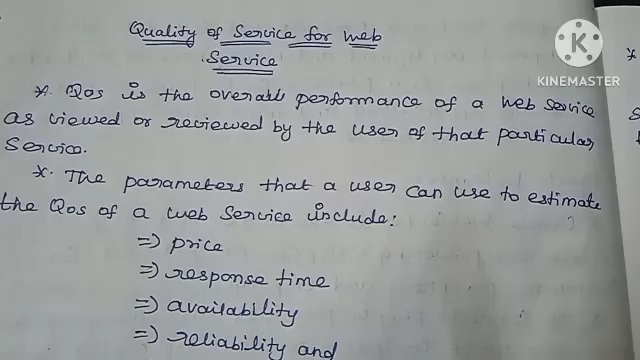 Quality of Service for Web
Service
*. Qos is the overall performance of a web service
as viewed or reviewed by the user of that particular
Service.
*. The parameters that a user can use to estimate
the Qos of a web Service include:
=) price
=) response time
=) availability
=) reliability and
K
KINEMASTER
*
S